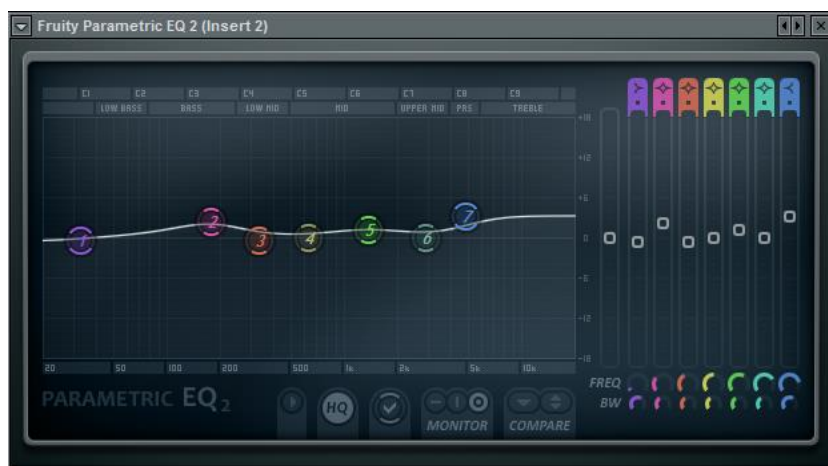 Fruity Parametric EQ 2 (Insert 2)
C1 C2 C3 C4 C5 C6 C7 C8 C9
LOW BASS BASS LOW MID MID UPPER MID PRS TREBLE
+18
+12
+6
0
-6
-12
-18
1 2 3 4 5 6 7
20 50 100 200 500 1k 2k 5k 10k
FREQ
BW
PARAMETRIC EQ 2
HQ
MONITOR COMPARE